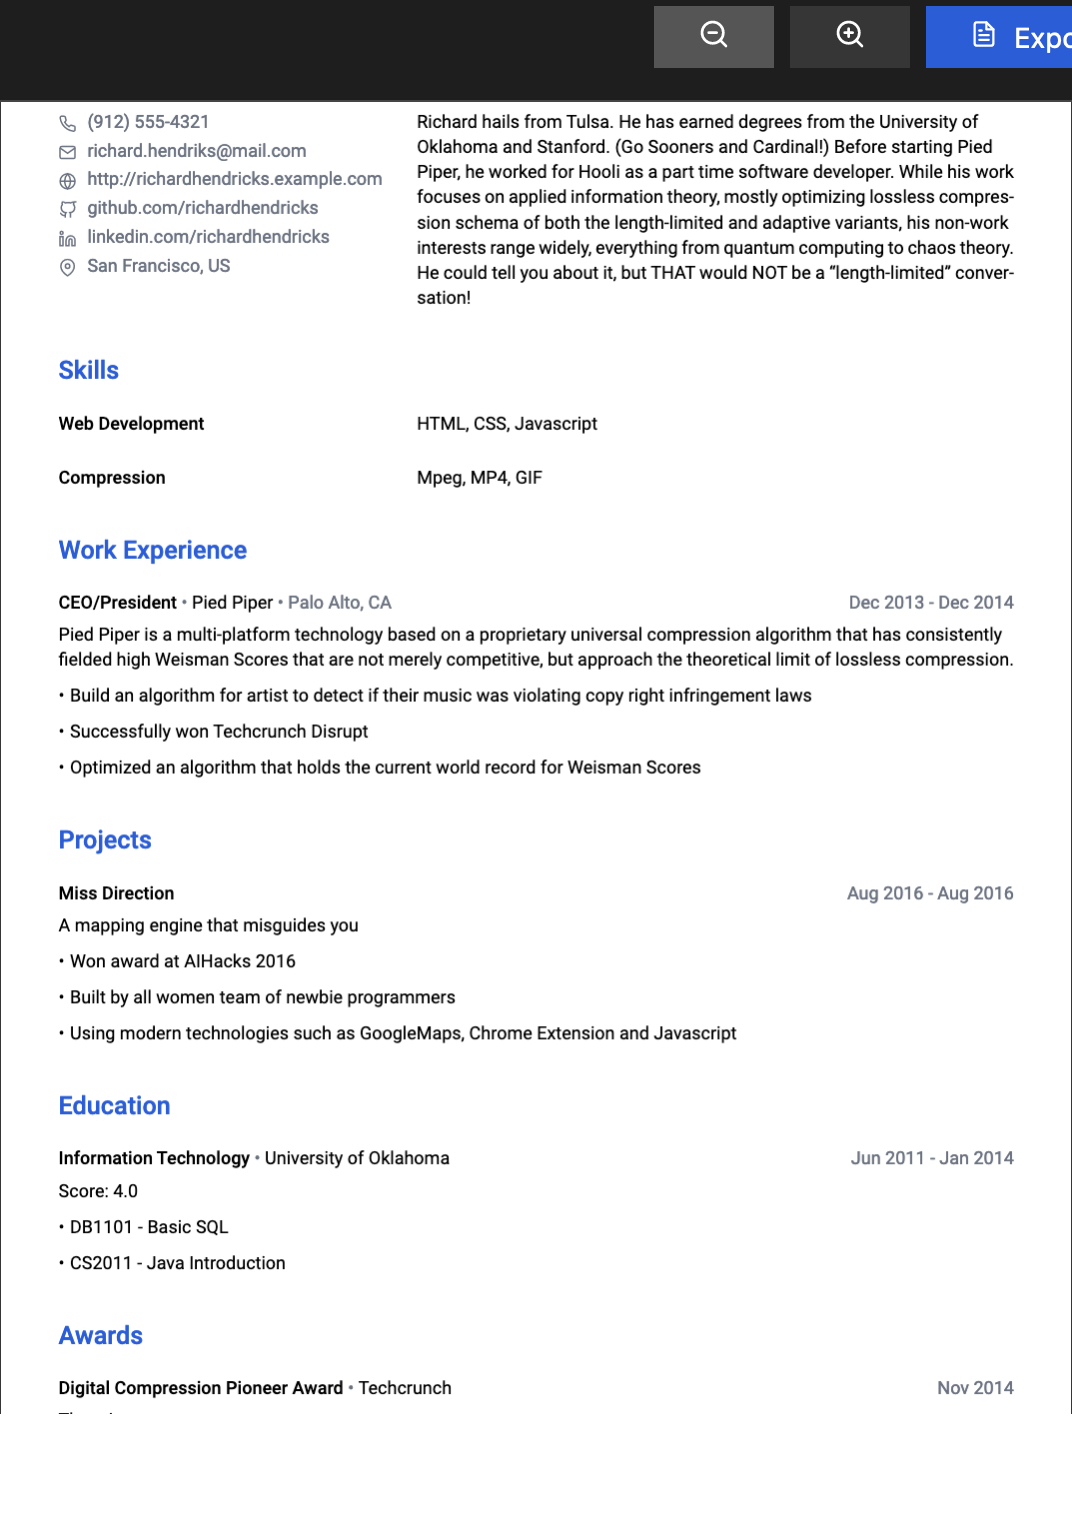 Expo
(912) 555-4321
richard.hendriks@mail.com
http://richardhendricks.example.com
github.com/richardhendricks
linkedin.com/richardhendricks
San Francisco, US
Richard hails from Tulsa. He has earned degrees from the University of
Oklahoma and Stanford. (Go Sooners and Cardinal!) Before starting Pied
Piper, he worked for Hooli as a part time software developer. While his work
focuses on applied information theory, mostly optimizing lossless compres-
sion schema of both the length-limited and adaptive variants, his non-work
interests range widely, everything from quantum computing to chaos theory.
He could tell you about it, but THAT would NOT be a “length-limited” conver-
sation!
Skills
Web Development HTML, CSS, Javascript
Compression Mpeg, MP4, GIF
Work Experience
CEO/President • Pied Piper • Palo Alto, CA Dec 2013 - Dec 2014
Pied Piper is a multi-platform technology based on a proprietary universal compression algorithm that has consistently
fielded high Weisman Scores that are not merely competitive, but approach the theoretical limit of lossless compression.
• Build an algorithm for artist to detect if their music was violating copy right infringement laws
• Successfully won Techcrunch Disrupt
• Optimized an algorithm that holds the current world record for Weisman Scores
Projects
Miss Direction Aug 2016 - Aug 2016
A mapping engine that misguides you
• Won award at AIHacks 2016
• Built by all women team of newbie programmers
• Using modern technologies such as GoogleMaps, Chrome Extension and Javascript
Education
Information Technology • University of Oklahoma Jun 2011 - Jan 2014
Score: 4.0
• DB1101 - Basic SQL
• CS2011 - Java Introduction
Awards
Digital Compression Pioneer Award • Techcrunch Nov 2014